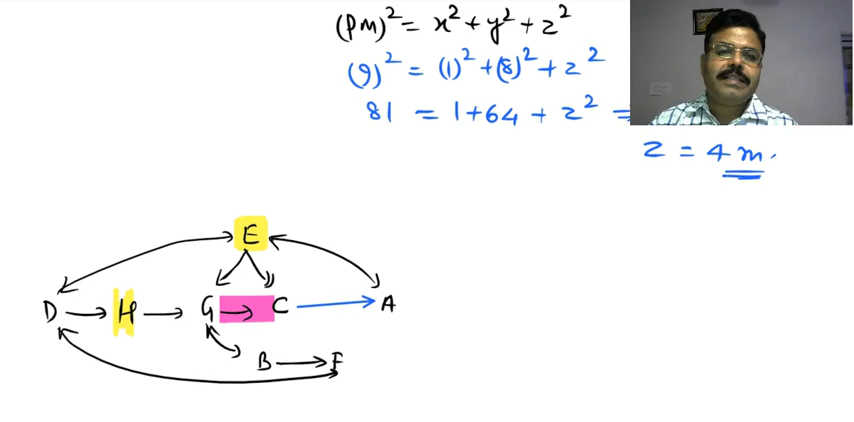 (PM)² = x² + y² + z²
(9)² = (1)² + (8)² + z²
81 = 1 + 64 + z² =
z = 4 m.
E
D → H → G → C → A
B → F